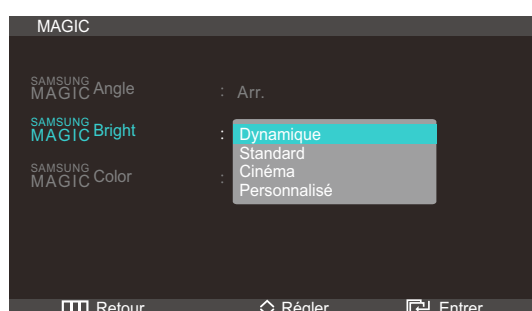 MAGIC
SAMSUNG
MAGIC Angle : Arr.
SAMSUNG
MAGIC Bright : Dynamique
Standard
Cinéma
SAMSUNG
MAGIC Color :
Personnalisé
Retour Régler Entrer